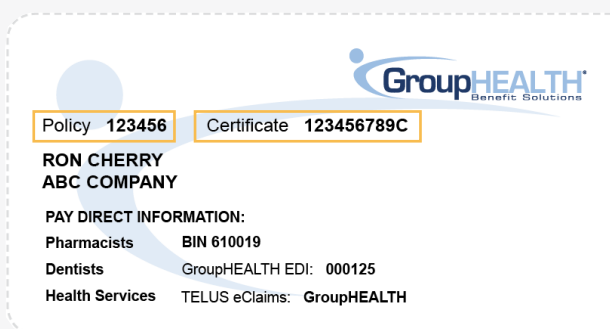 GroupHEALTH
Benefit Solutions
Policy 123456 Certificate 123456789C
RON CHERRY
ABC COMPANY
PAY DIRECT INFORMATION:
Pharmacists BIN 610019
Dentists GroupHEALTH EDI: 000125
Health Services TELUS eClaims: GroupHEALTH